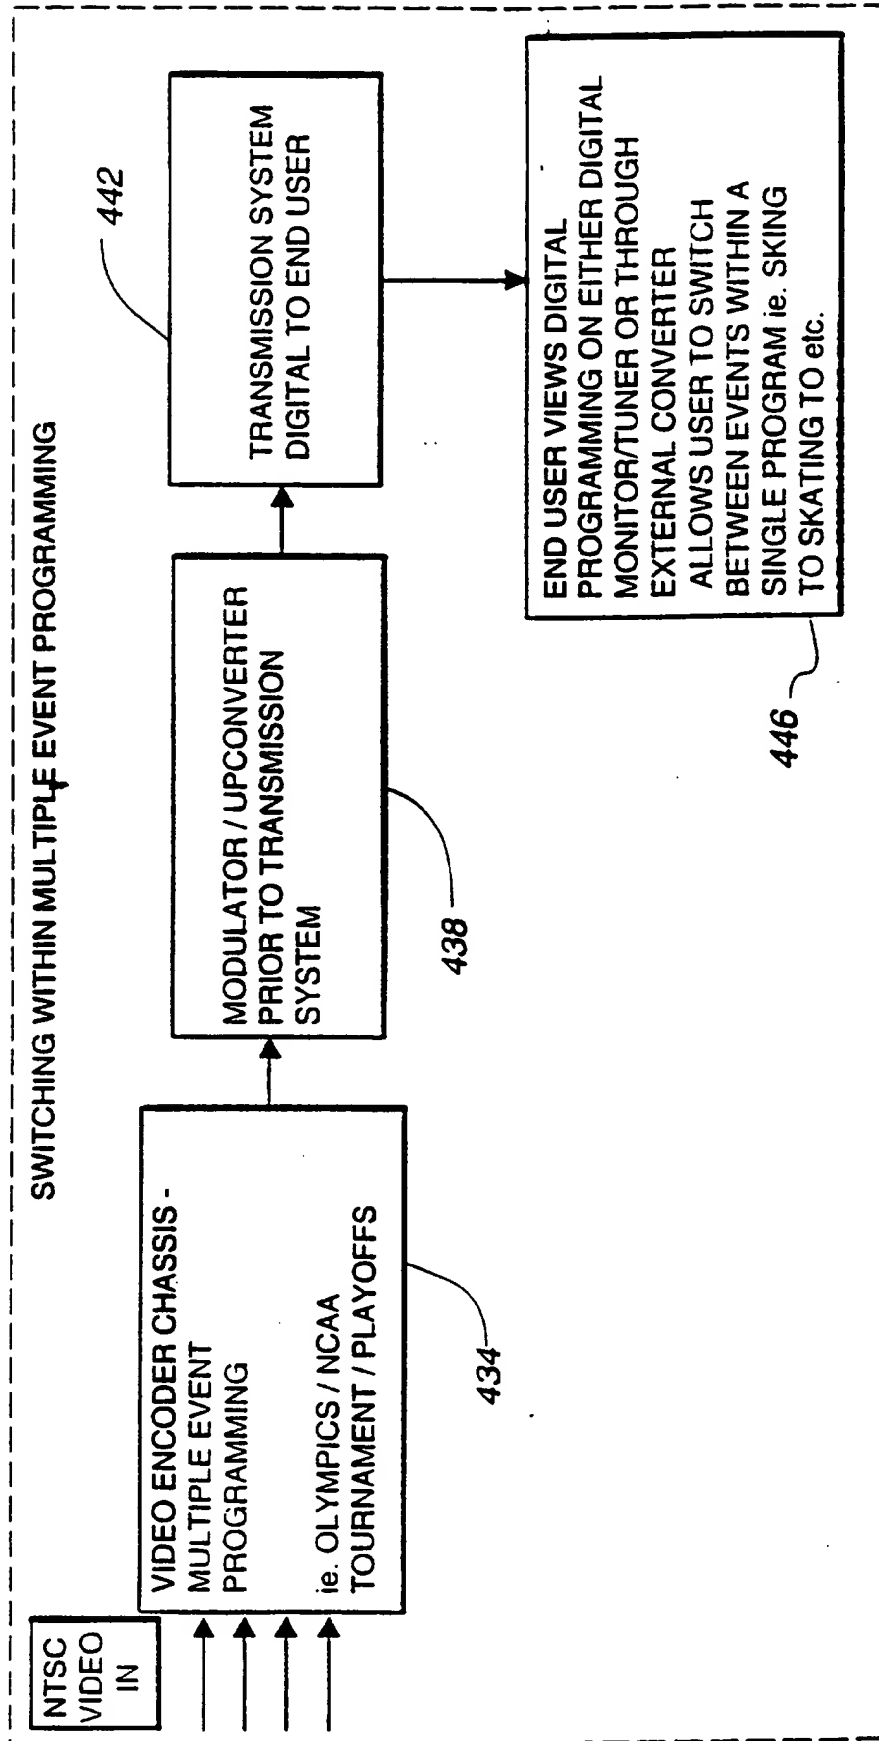 SWITCHING WITHIN MULTIPLE EVENT PROGRAMMING
NTSC
VIDEO
IN
VIDEO ENCODER CHASSIS -
MULTIPLE EVENT
PROGRAMMING
ie. OLYMPICS / NCAA
TOURNAMENT / PLAYOFFS
434
MODULATOR / UPCONVERTER
PRIOR TO TRANSMISSION
SYSTEM
438
TRANSMISSION SYSTEM
DIGITAL TO END USER
442
END USER VIEWS DIGITAL
PROGRAMMING ON EITHER DIGITAL
MONITOR/TUNER OR THROUGH
EXTERNAL CONVERTER
ALLOWS USER TO SWITCH
BETWEEN EVENTS WITHIN A
SINGLE PROGRAM ie. SKING
TO SKATING TO etc.
446